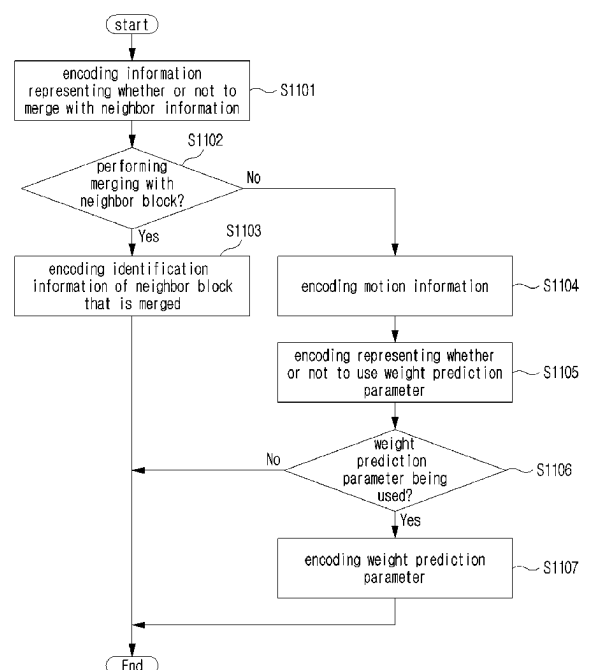 start
encoding information
representing whether or not to
merge with neighbor information
S1101
S1102
performing
merging with
neighbor block?
No
Yes
S1103
encoding identification
information of neighbor block
that is merged
encoding motion information
S1104
encoding representing whether
or not to use weight prediction
parameter
S1105
weight
prediction
parameter being
used?
No
S1106
Yes
encoding weight prediction
parameter
S1107
End